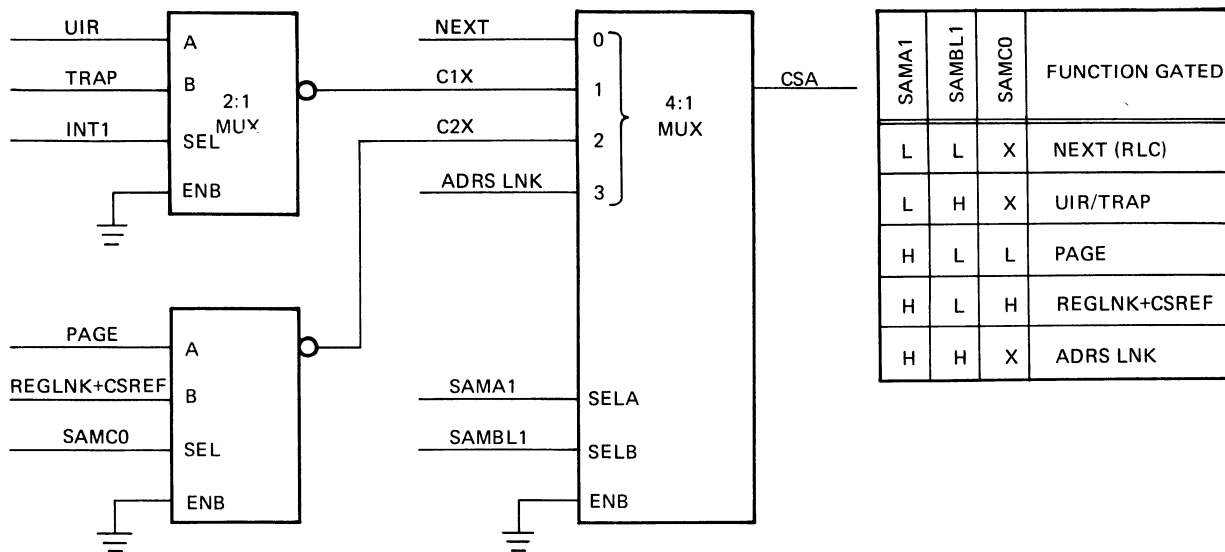 UIR
A
TRAP
B
2:1
MUX
INT1
SEL
ENB
PAGE
A
REGLNK+CSREF
B
SAMC0
SEL
ENB
NEXT
0
C1X
1
C2X
2
ADRS LNK
3
4:1
MUX
CSA
SAMA1
SELA
SAMBL1
SELB
ENB
SAMA1 SAMBL1 SAMC0 FUNCTION GATED
L L X NEXT (RLC)
L H X UIR/TRAP
H L L PAGE
H L H REGLNK+CSREF
H H X ADRS LNK